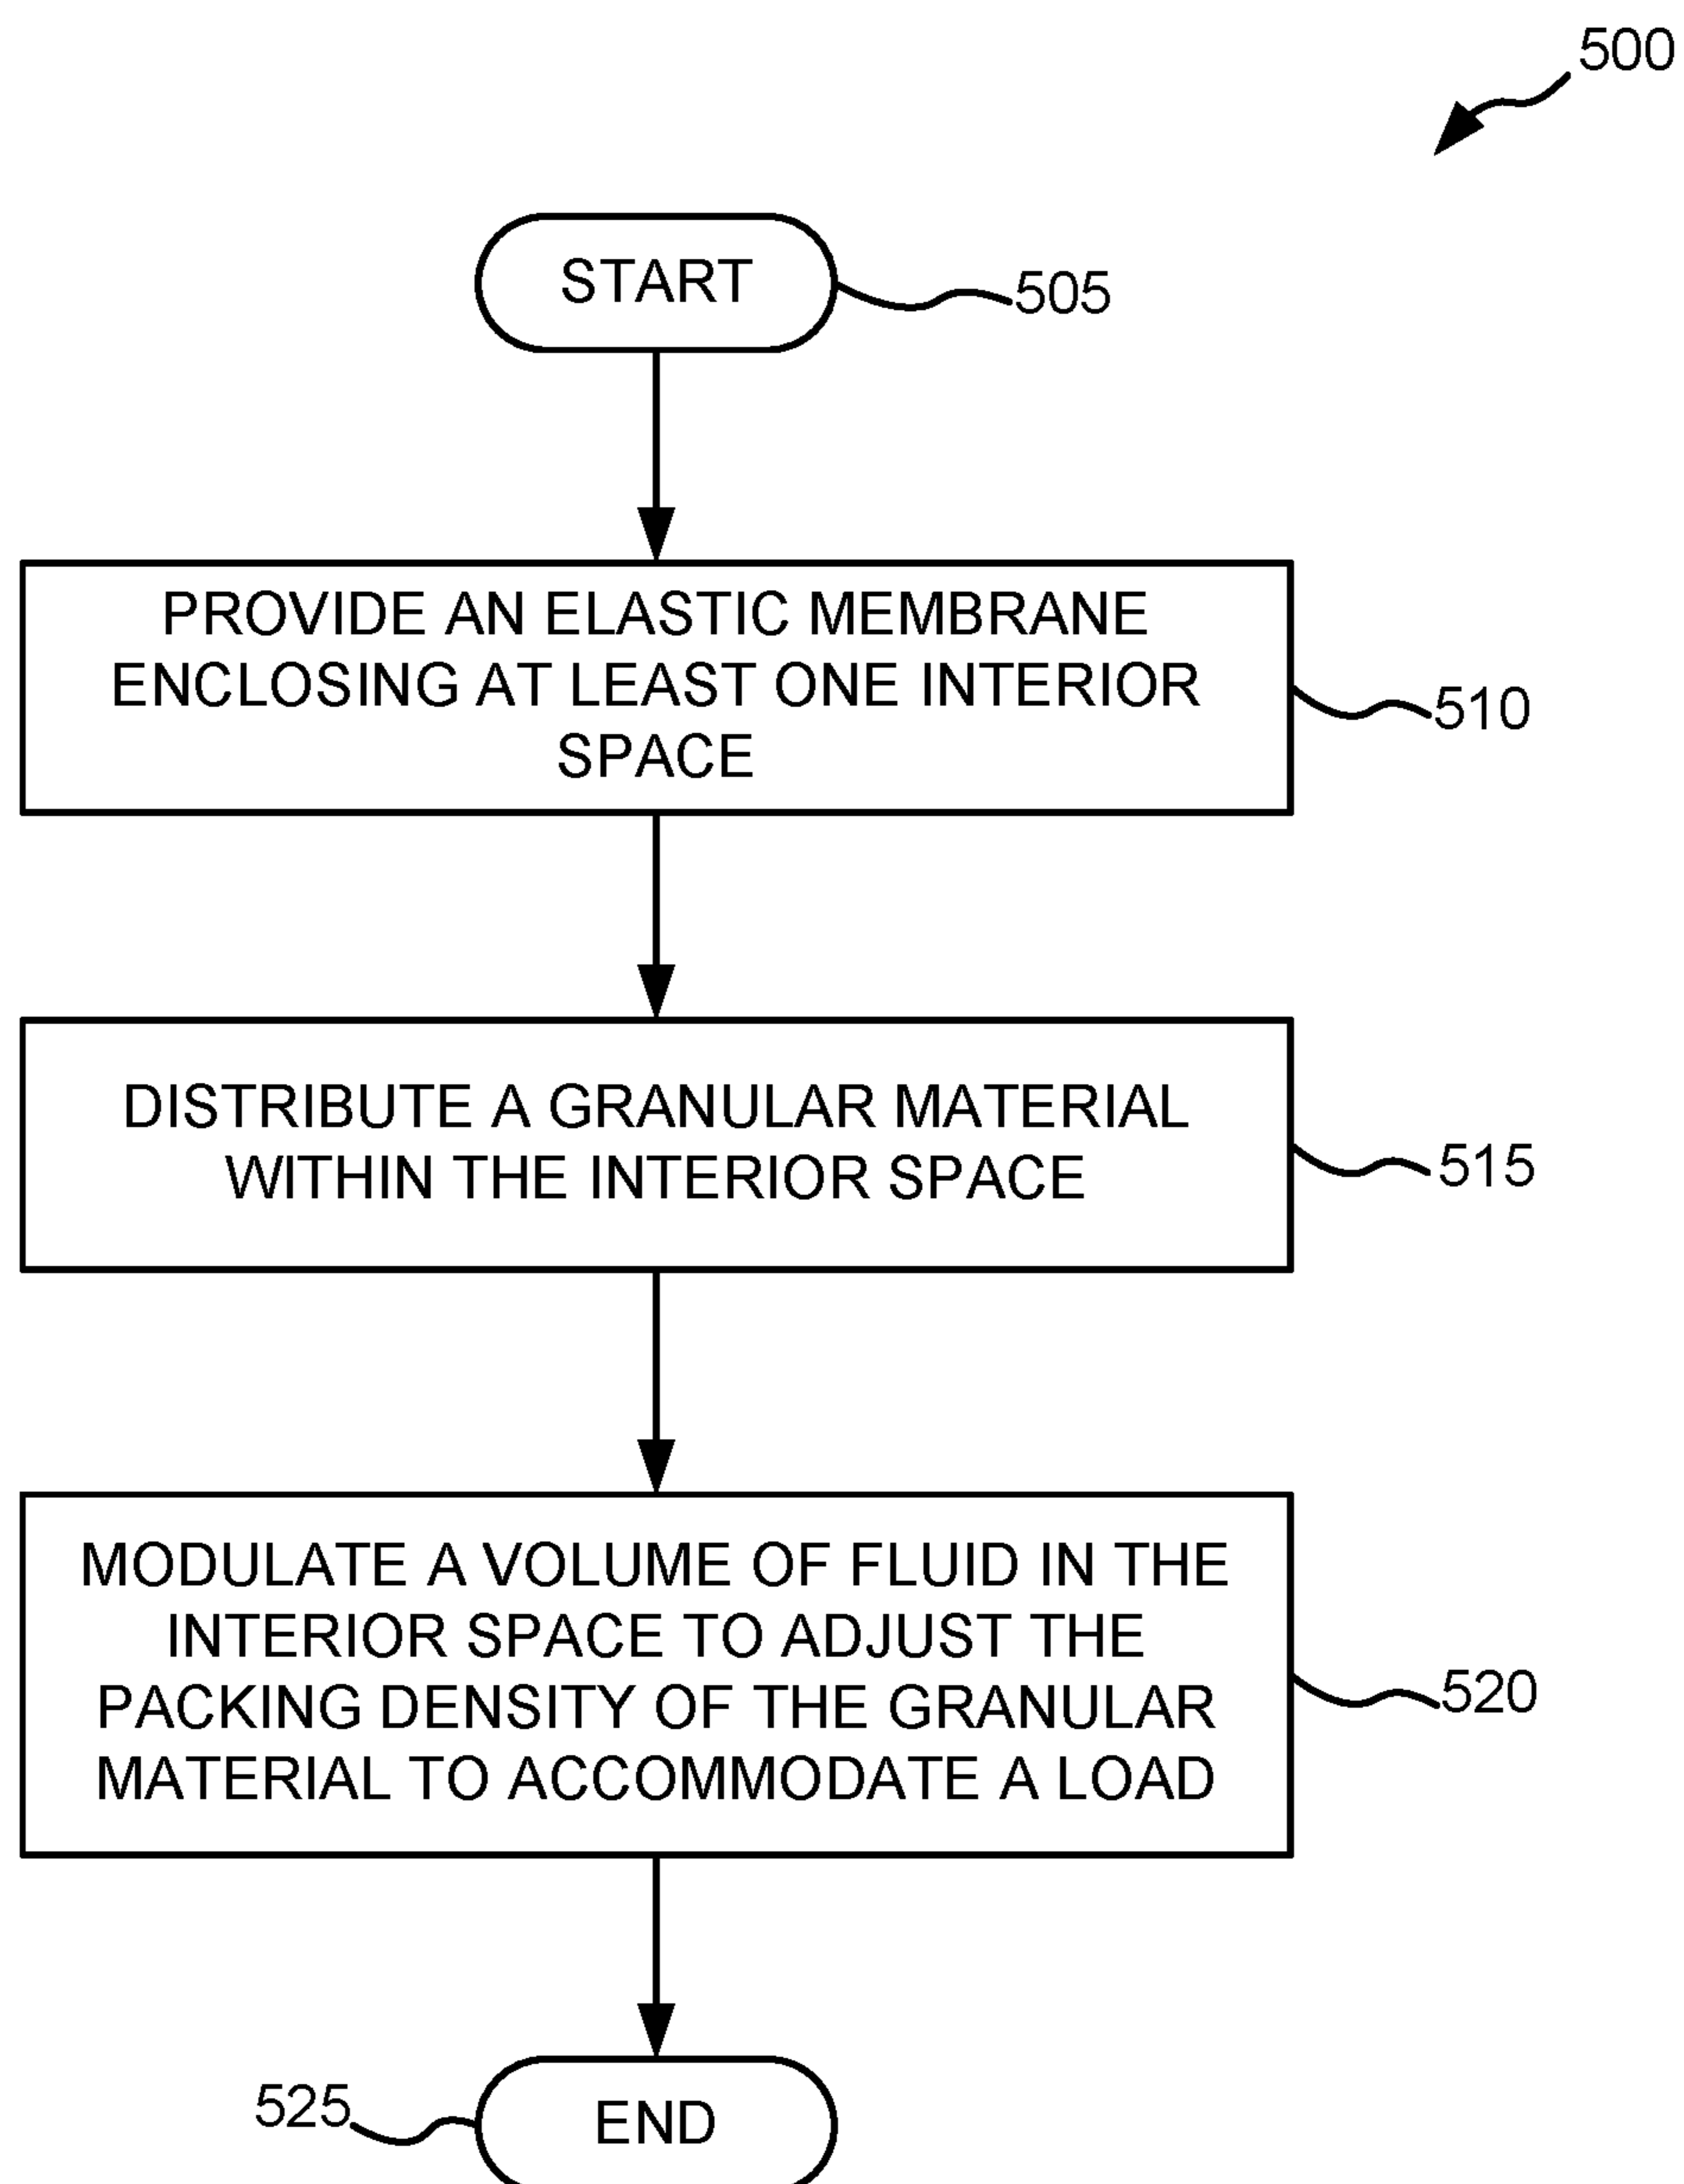 500
START
505
PROVIDE AN ELASTIC MEMBRANE
ENCLOSING AT LEAST ONE INTERIOR
SPACE
510
DISTRIBUTE A GRANULAR MATERIAL
WITHIN THE INTERIOR SPACE
515
MODULATE A VOLUME OF FLUID IN THE
INTERIOR SPACE TO ADJUST THE
PACKING DENSITY OF THE GRANULAR
MATERIAL TO ACCOMMODATE A LOAD
520
525
END